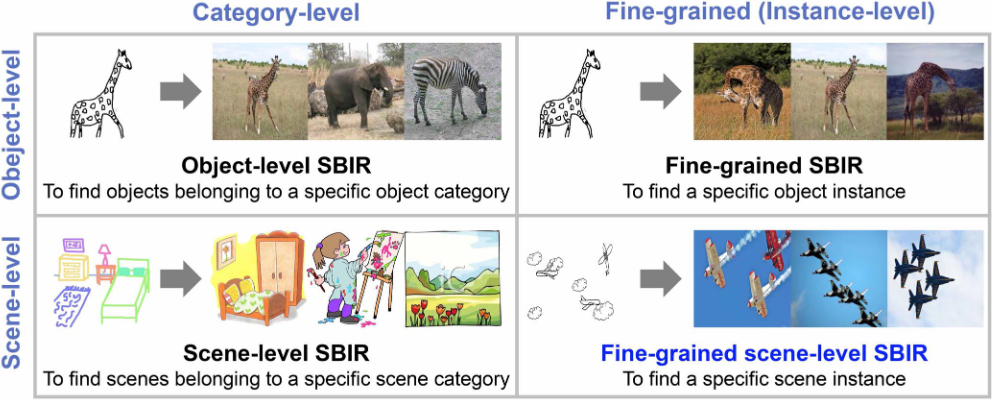 Category-level
Fine-grained (Instance-level)
Obeject-level
Object-level SBIR
To find objects belonging to a specific object category
Fine-grained SBIR
To find a specific object instance
Scene-level
Scene-level SBIR
To find scenes belonging to a specific scene category
Fine-grained scene-level SBIR
To find a specific scene instance